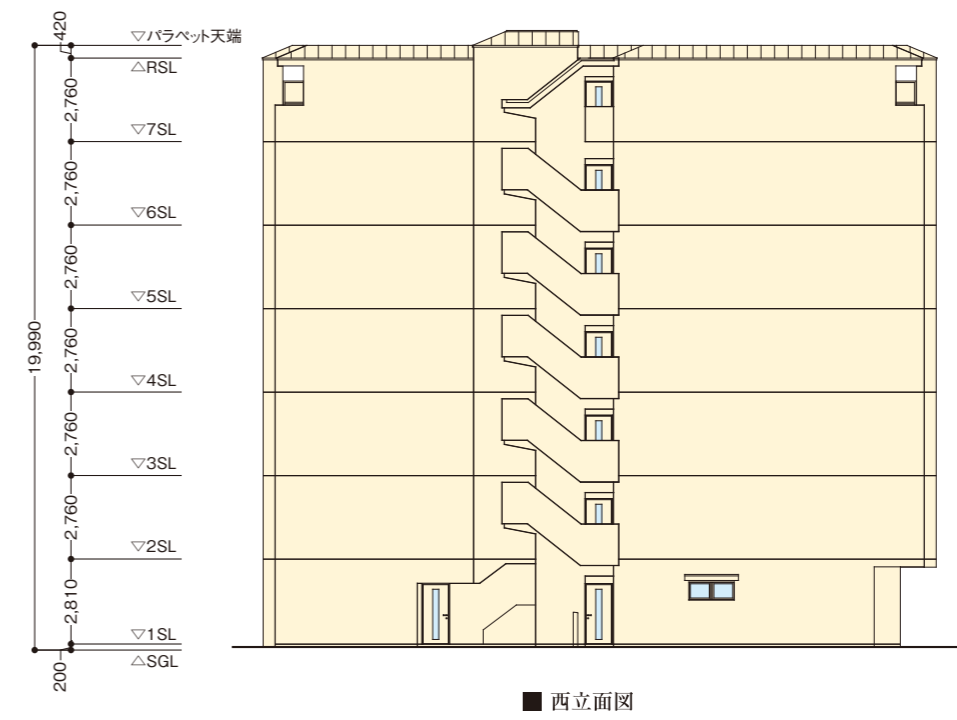 420
▽パラペット天端
△RSL
2,760
▽7SL
2,760
▽6SL
2,760
▽5SL
19,990
2,760
▽4SL
2,760
▽3SL
2,760
▽2SL
2,810
▽1SL
△SGL
200
■ 西立面図